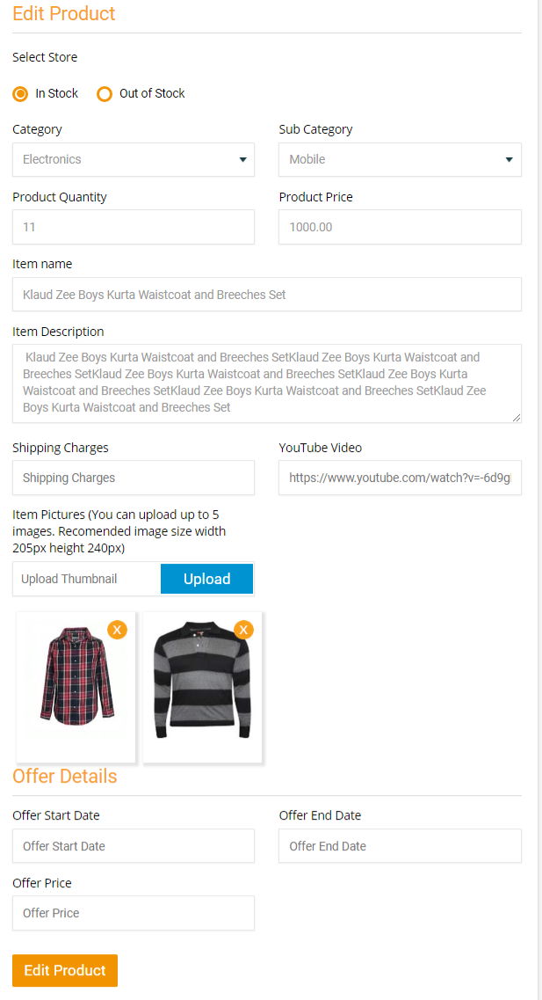 Edit Product
Select Store
In Stock Out of Stock
Category Sub Category
Electronics Mobile
Product Quantity Product Price
11 1000.00
Item name
Klaud Zee Boys Kurta Waistcoat and Breeches Set
Item Description
Klaud Zee Boys Kurta Waistcoat and Breeches SetKlaud Zee Boys Kurta Waistcoat and
Breeches SetKlaud Zee Boys Kurta Waistcoat and Breeches SetKlaud Zee Boys Kurta
Waistcoat and Breeches SetKlaud Zee Boys Kurta Waistcoat and Breeches SetKlaud Zee
Boys Kurta Waistcoat and Breeches Set
Shipping Charges YouTube Video
Shipping Charges https://www.youtube.com/watch?v=-6d9g
Item Pictures (You can upload up to 5
images. Recomended image size width
205px height 240px)
Upload Thumbnail Upload
X X
Offer Details
Offer Start Date Offer End Date
Offer Start Date Offer End Date
Offer Price
Offer Price
Edit Product